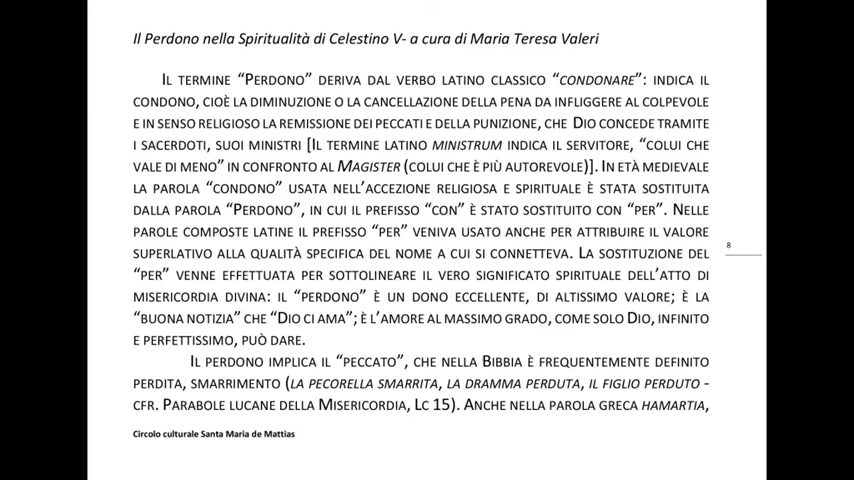 Il Perdono nella Spiritualità di Celestino V- a cura di Maria Teresa Valeri
IL TERMINE “PERDONO” DERIVA DAL VERBO LATINO CLASSICO “CONDONARE”: INDICA IL
CONDONO, CIOÈ LA DIMINUZIONE O LA CANCELLAZIONE DELLA PENA DA INFLIGGERE AL COLPEVOLE
E IN SENSO RELIGIOSO LA REMISSIONE DEI PECCATI E DELLA PUNIZIONE, CHE DIO CONCEDE TRAMITE
I SACERDOTI, SUOI MINISTRI [IL TERMINE LATINO MINISTRUM INDICA IL SERVITORE, “COLUI CHE
VALE DI MENO” IN CONFRONTO AL MAGISTER (COLUI CHE È PIÙ AUTOREVOLE)]. IN ETÀ MEDIEVALE
LA PAROLA “CONDONO” USATA NELL’ACCEZIONE RELIGIOSA E SPIRITUALE È STATA SOSTITUITA
DALLA PAROLA “PERDONO”, IN CUI IL PREFISSO “CON” È STATO SOSTITUITO CON “PER”. NELLE
PAROLE COMPOSTE LATINE IL PREFISSO “PER” VENIVA USATO ANCHE PER ATTRIBUIRE IL VALORE
SUPERLATIVO ALLA QUALITÀ SPECIFICA DEL NOME A CUI SI CONNETTEVA. LA SOSTITUZIONE DEL
“PER” VENNE EFFETTUATA PER SOTTOLINEARE IL VERO SIGNIFICATO SPIRITUALE DELL’ATTO DI
MISERICORDIA DIVINA: IL “PERDONO” È UN DONO ECCELLENTE, DI ALTISSIMO VALORE; È LA
“BUONA NOTIZIA” CHE “DIO CI AMA”; È L’AMORE AL MASSIMO GRADO, COME SOLO DIO, INFINITO
E PERFETTISSIMO, PUÒ DARE.
IL PERDONO IMPLICA IL “PECCATO”, CHE NELLA BIBBIA È FREQUENTEMENTE DEFINITO
PERDITA, SMARRIMENTO (LA PECORELLA SMARRITA, LA DRAMMA PERDUTA, IL FIGLIO PERDUTO -
CFR. PARABOLE LUCANE DELLA MISERICORDIA, LC 15). ANCHE NELLA PAROLA GRECA HAMARTIA,
8
Circolo culturale Santa Maria de Mattias